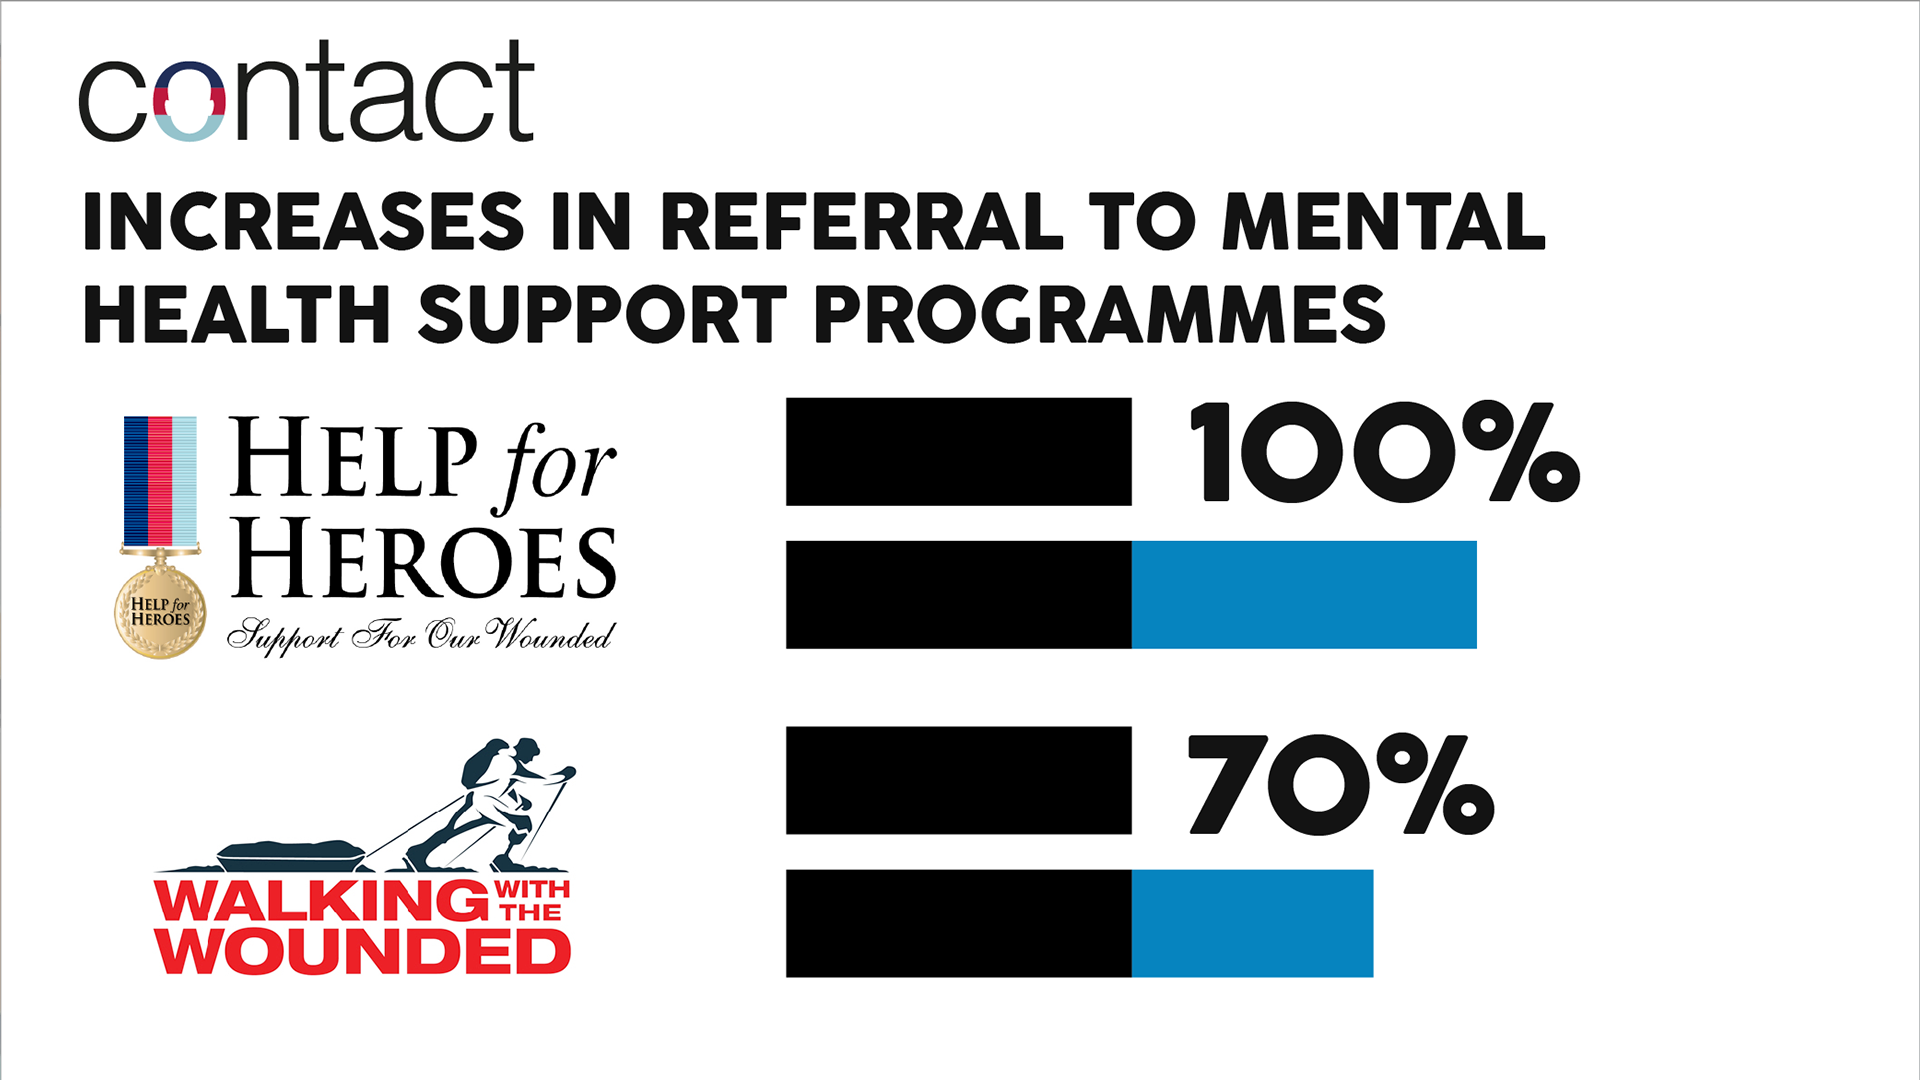 contact
INCREASES IN REFERRAL TO MENTAL
HEALTH SUPPORT PROGRAMMES
HELP for
HEROES
Support For Our Wounded
HELP for
HEROES
100%
WALKING WITH THE
WOUNDED
70%